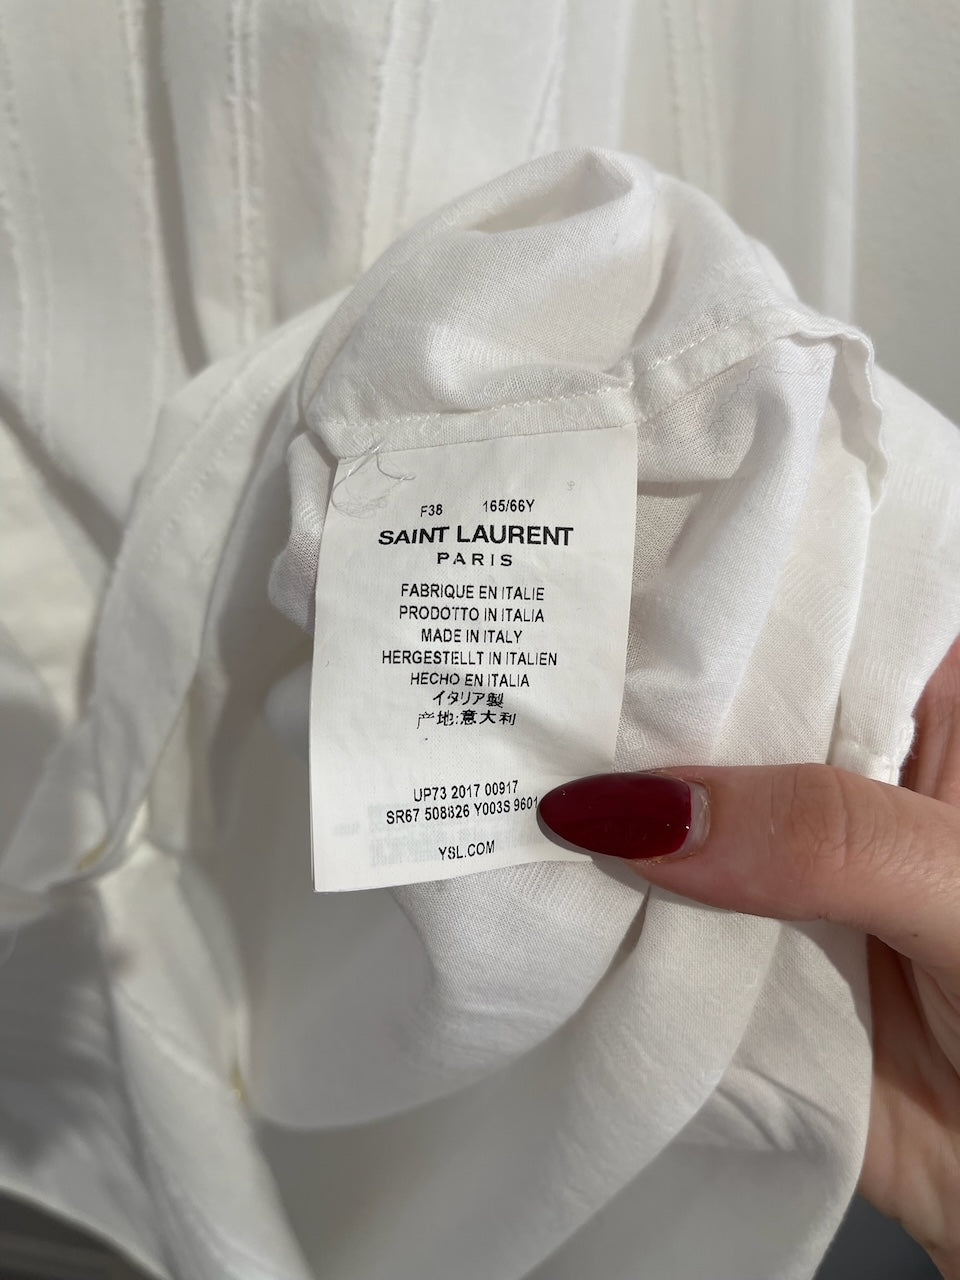 F38 165/66Y
SAINT LAURENT
PARIS
FABRIQUE EN ITALIE
PRODOTTO IN ITALIA
MADE IN ITALY
HERGESTELLT IN ITALIEN
HECHO EN ITALIA
イタリア製
产地:意大利
UP73 2017 00917
SR67 508826 Y003S 9601
YSL.COM